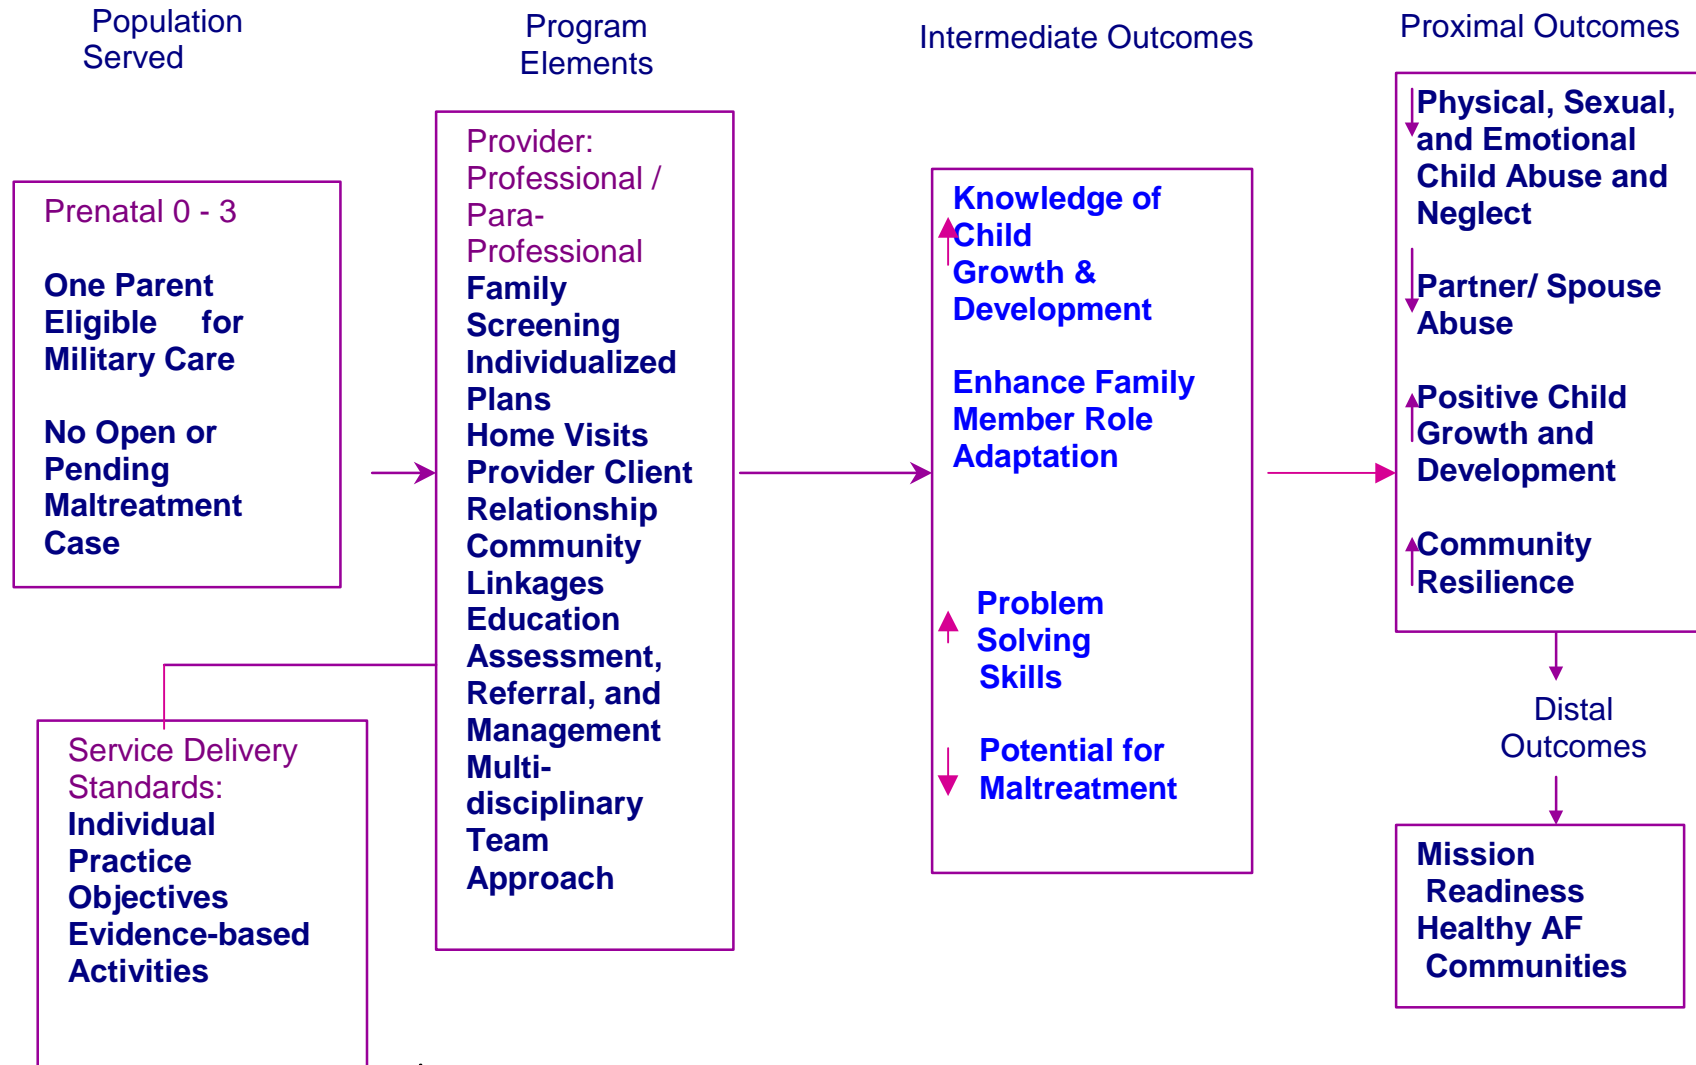 Population
Served
Prenatal 0 - 3
One Parent
Eligible for
Military Care
No Open or
Pending
Maltreatment
Case
Service Delivery
Standards:
Individual
Practice
Objectives
Evidence-based
Activities
Program
Elements
Provider:
Professional /
Para-
Professional
Family
Screening
Individualized
Plans
Home Visits
Provider Client
Relationship
Community
Linkages
Education
Assessment,
Referral, and
Management
Multi-
disciplinary
Team
Approach
Intermediate Outcomes
Knowledge of
Child
Growth &
Development
Enhance Family
Member Role
Adaptation
Problem
Solving
Skills
Potential for
Maltreatment
Proximal Outcomes
Physical, Sexual,
and Emotional
Child Abuse and
Neglect
Partner/ Spouse
Abuse
Positive Child
Growth and
Development
Community
Resilience
Distal
Outcomes
Mission
Readiness
Healthy AF
Communities